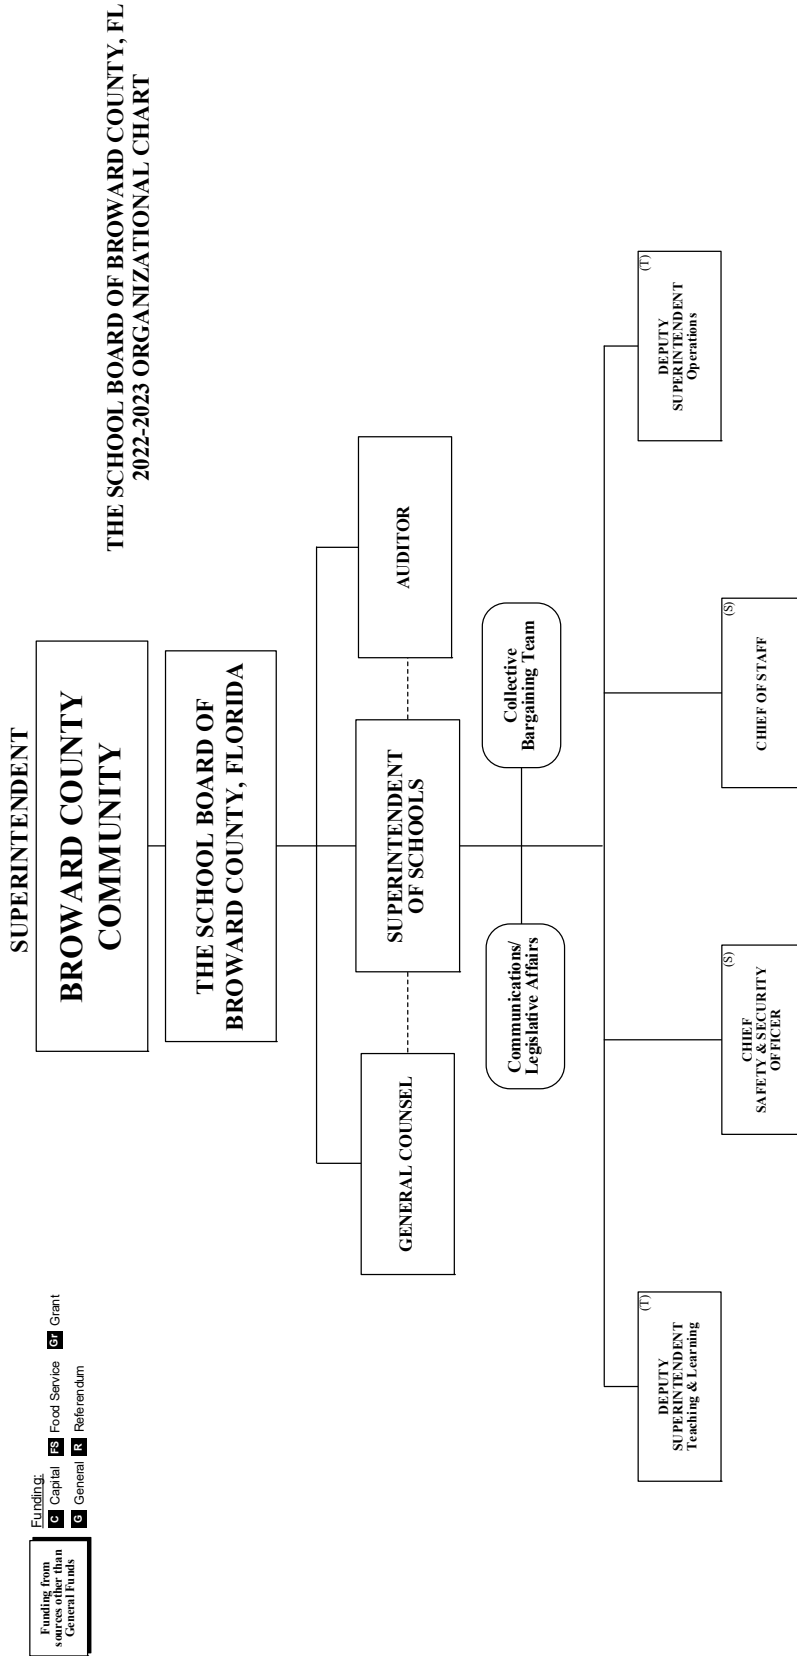 SUPERINTENDENT
Funding from
sources other than
General Funds
Funding:
C Capital FS Food Service Gr Grant
G General R Referendum
BROWARD COUNTY
COMMUNITY
THE SCHOOL BOARD OF BROWARD COUNTY, FL
2022-2023 ORGANIZATIONAL CHART
THE SCHOOL BOARD OF
BROWARD COUNTY, FLORIDA
GENERAL COUNSEL
SUPERINTENDENT
OF SCHOOLS
AUDITOR
Communications/
Legislative Affairs
Collective
Bargaining Team
(T)
DEPUTY
SUPERINTENDENT
Teaching & Learning
(S)
CHIEF
SAFETY & SECURITY
OFFICER
(S)
CHIEF OF STAFF
(T)
DEPUTY
SUPERINTENDENT
Operations